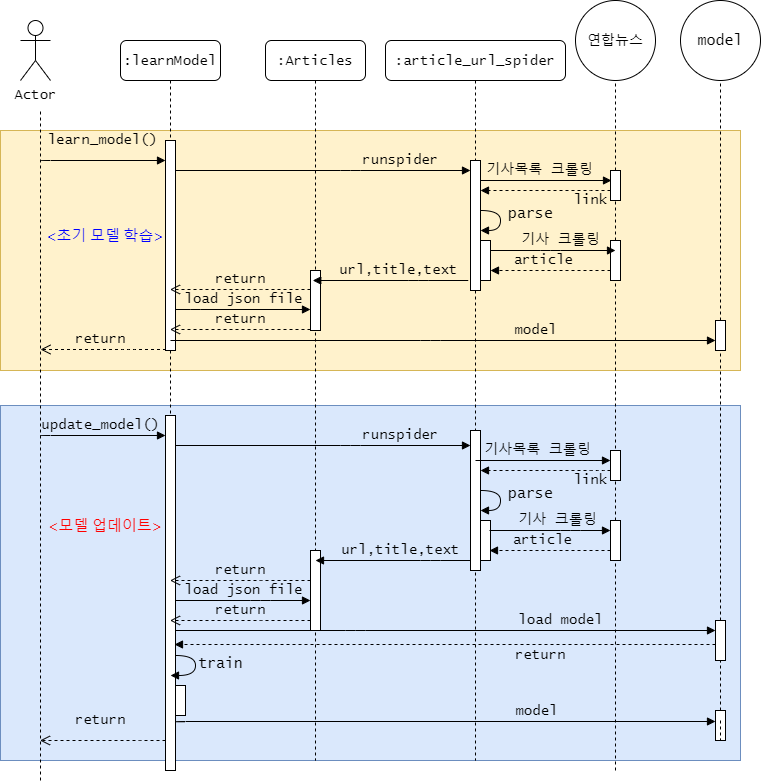 연합뉴스
model
:learnModel
:Articles
:article_url_spider
Actor
learn_model()
runspider
기사목록 크롤링
link
parse
<초기 모델 학습>
기사 크롤링
article
url,title,text
return
load json file
return
model
return
update_model()
runspider
기사목록 크롤링
link
parse
<모델 업데이트>
기사 크롤링
article
url,title,text
return
load json file
return
load model
return
train
model
return